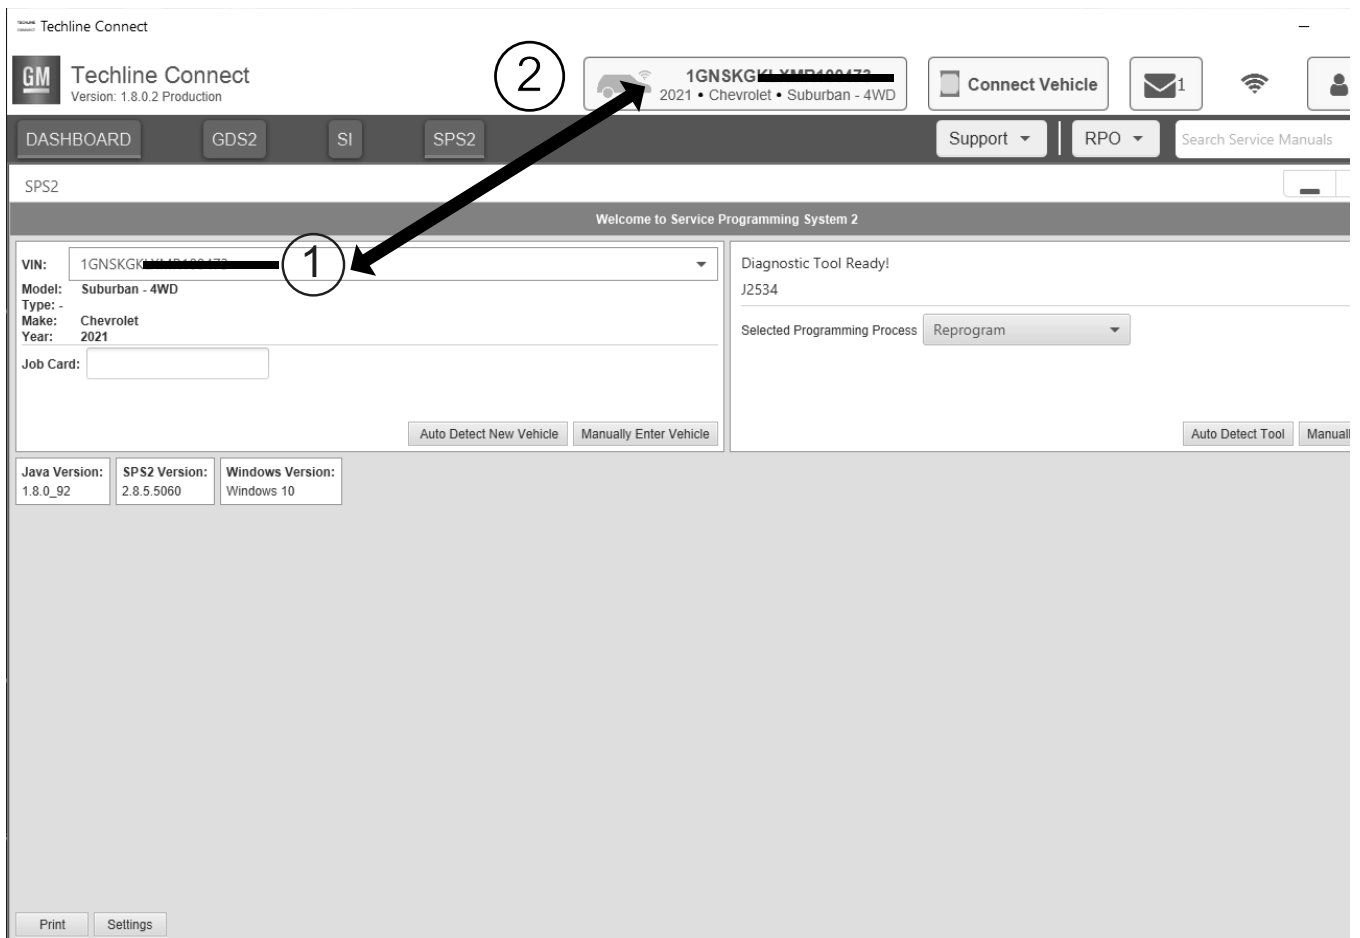 Techline Connect
GM
Techline Connect
Version: 1.8.0.2 Production
2
1GNSKGK
2021 • Chevrolet • Suburban - 4WD
Connect Vehicle
1
DASHBOARD
GDS2
SI
SPS2
Support
RPO
Search Service Manuals
SPS2
Welcome to Service Programming System 2
VIN:
1GNSKGK
1
Model: Suburban - 4WD
Type: -
Make: Chevrolet
Year: 2021
Job Card:
Auto Detect New Vehicle
Manually Enter Vehicle
Diagnostic Tool Ready!
J2534
Selected Programming Process
Reprogram
Auto Detect Tool
Manuall
Java Version:
1.8.0_92
SPS2 Version:
2.8.5.5060
Windows Version:
Windows 10
Print
Settings